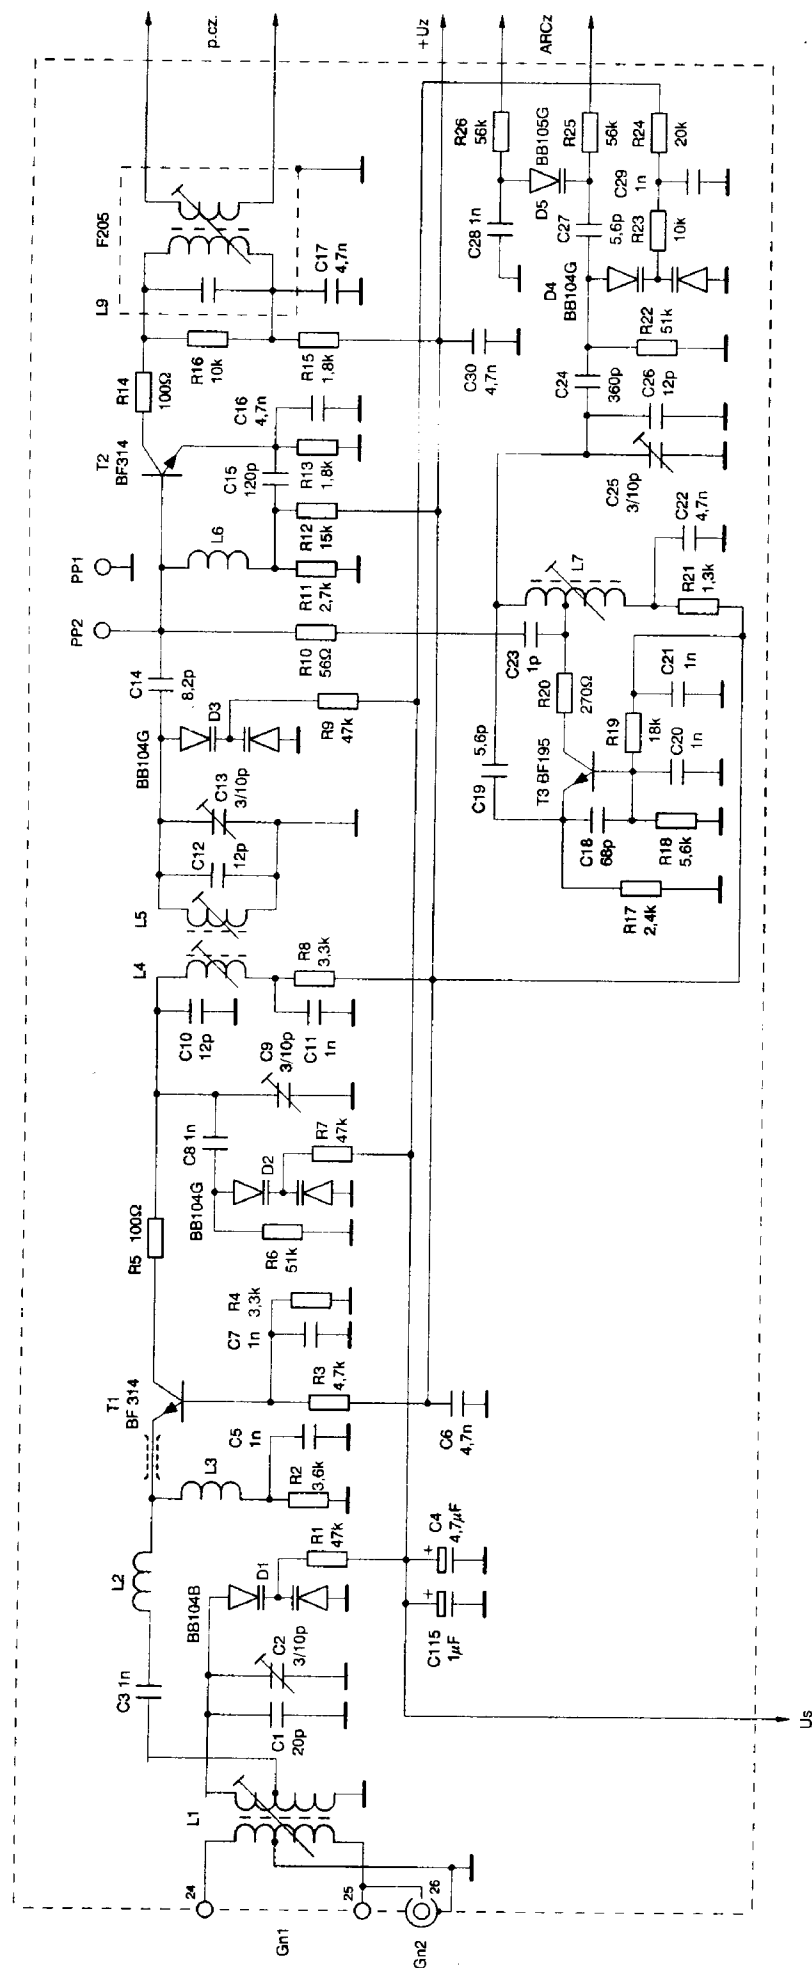 p.cz.
+Uz
ARCz
F205
L9
C17
4,7n
R14
100Ω
R16
10k
R15
1,8k
C30
4,7n
T2
BF314
C16
4,7n
C15
120p
R13
1,8k
R12
15k
L6
R11
2,7k
PP1
PP2
R10
56Ω
C14
8,2p
BB104G
D3
R9
47k
C13
3/10p
C12
12p
L5
L4
R8
3,3k
C10
12p
C11
1n
C9
3/10p
C8 1n
R7
47k
BB104G
D2
R6
51k
R5
100Ω
R4
3,3k
C7
1n
R3
4,7k
C6
4,7n
T1
BF 314
C5
1n
L3
R2
3,6k
L2
R1
47k
C4
4,7µF
+
C115
1µF
+
BB104B
D1
C3 1n
C2
3/10p
C1
20p
L1
24
25
26
Gn1
Gn2
Us
R26
56k
BB105G
D5
R25
56k
R24
20k
C29
1n
C28 1n
C27
5,6p
R23
10k
D4
BB104G
R22
51k
C24
360p
C26
12p
C25
3/10p
L7
C22
4,7n
R21
1,3k
C23
1p
R20
270Ω
C21
1n
R19
18k
C20
1n
C19
5,6p
T3 BF195
C18
68p
R18
5,6k
R17
2,4k